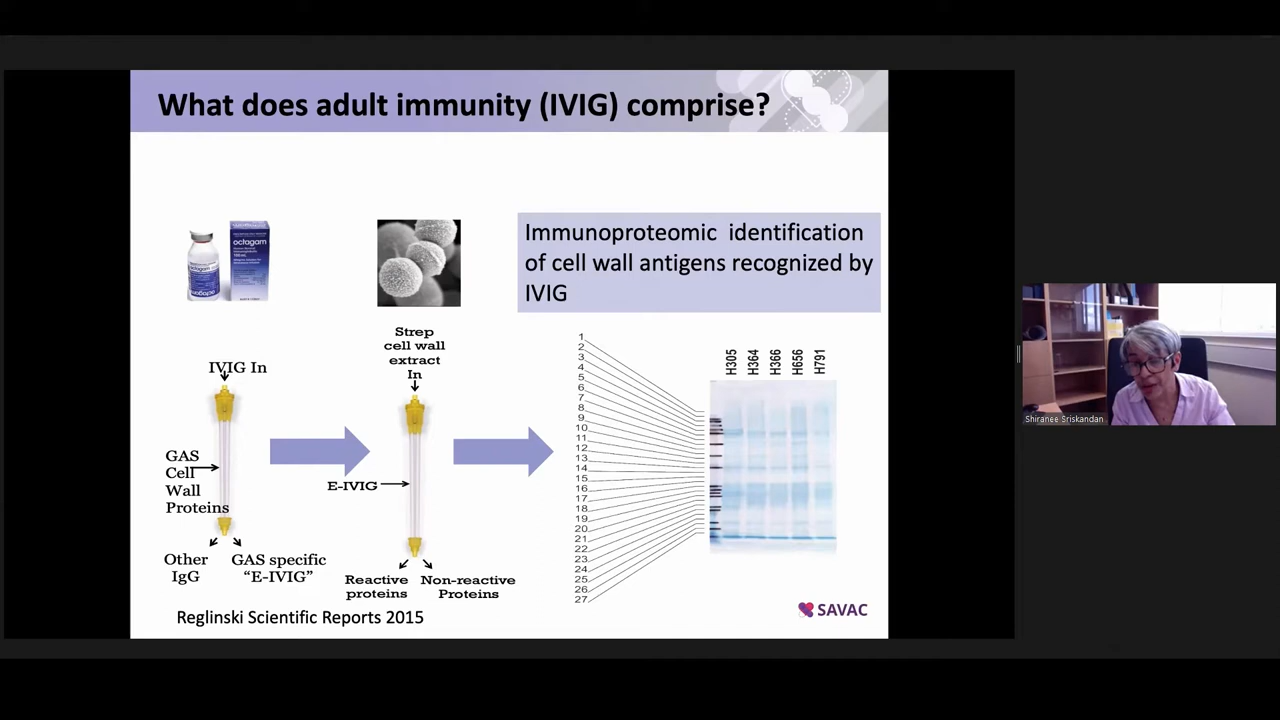 What does adult immunity (IVIG) comprise?
octagam
octagam
Immunoproteomic identification
of cell wall antigens recognized by
IVIG
IVIG In
GAS
Cell
Wall
Proteins
Other
IgG
GAS specific
“E-IVIG”
Strep
cell wall
extract
In
E-IVIG
Reactive
proteins
Non-reactive
Proteins
1
2
3
4
5
6
7
8
9
10
11
12
13
14
15
16
17
18
19
20
21
22
23
24
25
26
27
H305
H364
H366
H656
H791
Reglinski Scientific Reports 2015
SAVAC
Shiranee Sriskandan